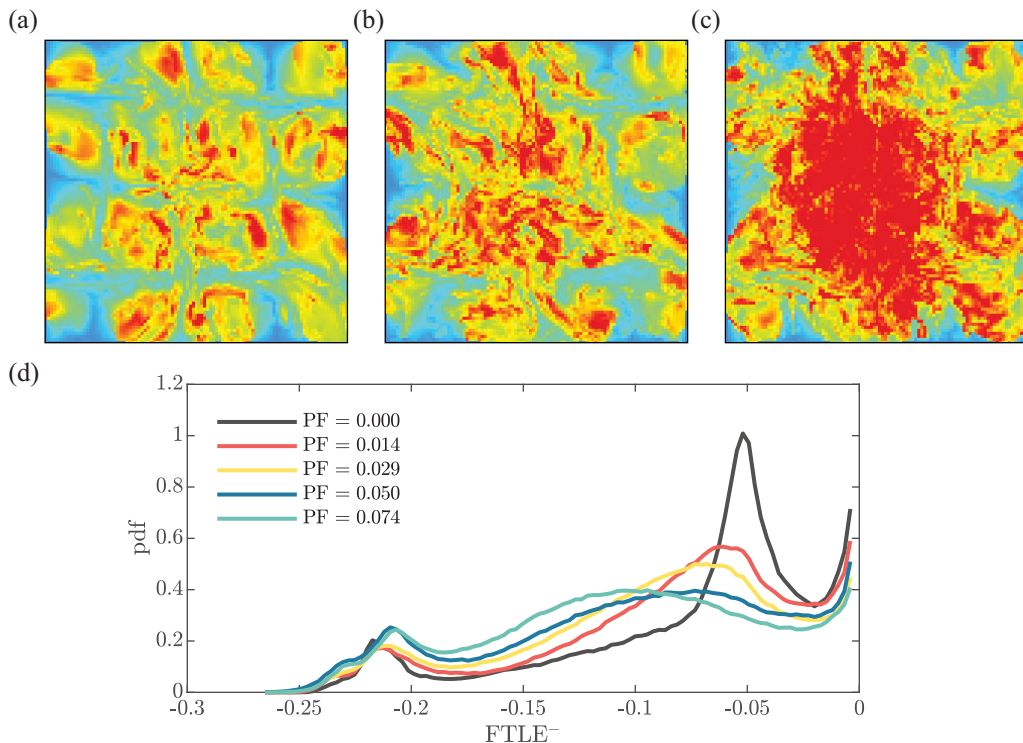 (a) (b) (c)
(d)
1.2
1
0.8
0.6
0.4
0.2
0
pdf
PF = 0.000
PF = 0.014
PF = 0.029
PF = 0.050
PF = 0.074
-0.3 -0.25 -0.2 -0.15 -0.1 -0.05 0
FTLE⁻